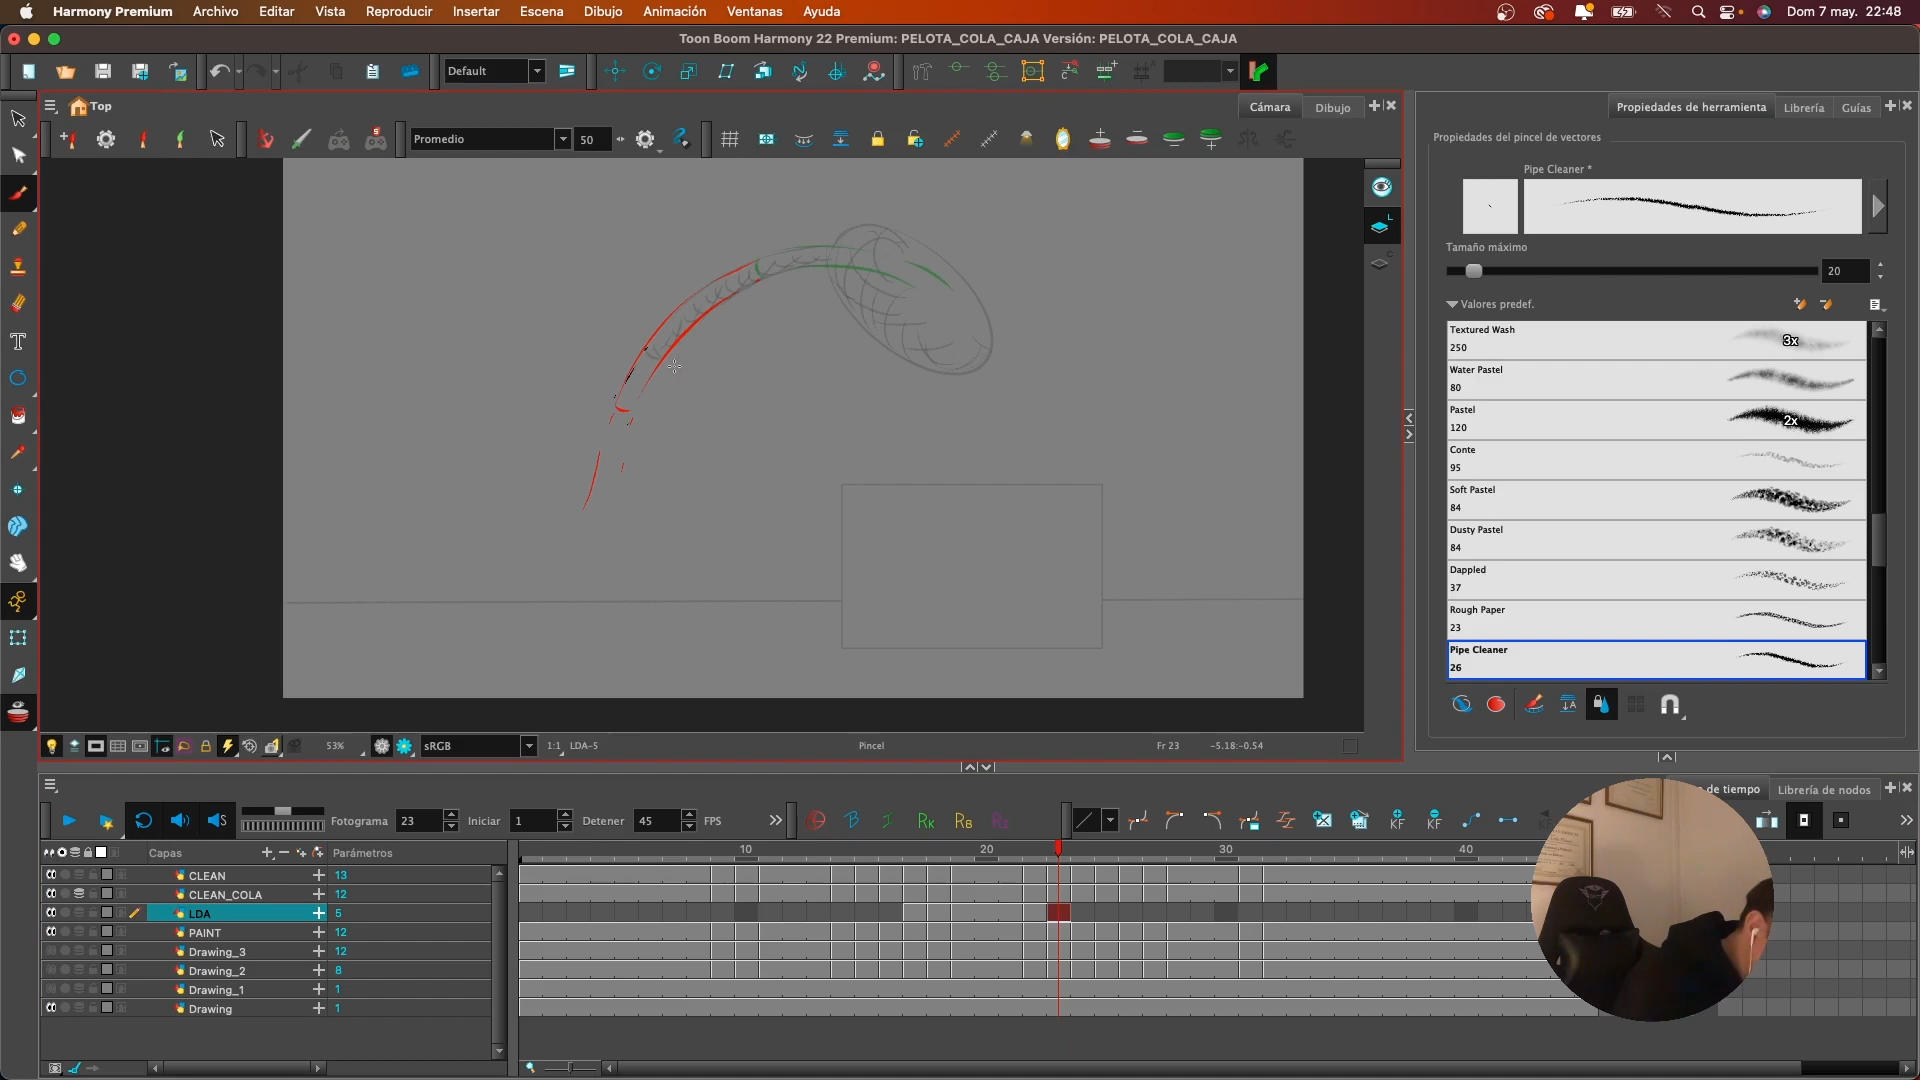 Harmony Premium Archivo Editar Vista Reproducir Insertar Escena Dibujo Animación Ventanas Ayuda Dom 7 may. 22:48
Toon Boom Harmony 22 Premium: PELOTA_COLA_CAJA Versión: PELOTA_COLA_CAJA
Default
Top
Cámara
Dibujo
Promedio
50
Propiedades de herramienta
Librería
Guías
Propiedades del pincel de vectores
Pipe Cleaner *
Tamaño máximo
20
Valores predef.
Textured Wash
250
3x
Water Pastel
80
Pastel
120
2x
Conte
95
Soft Pastel
84
Dusty Pastel
84
Dappled
37
Rough Paper
23
Pipe Cleaner
26
53%
sRGB
1:1
LDA-5
Pincel
Fr 23
-5.18:-0.54
de tiempo
Librería de nodos
Fotograma 23 Iniciar 1 Detener 45 FPS
Capas
Parámetros
10 20 30 40
CLEAN 13
CLEAN_COLA 12
LDA 5
PAINT 12
Drawing_3 12
Drawing_2 8
Drawing_1 1
Drawing 1